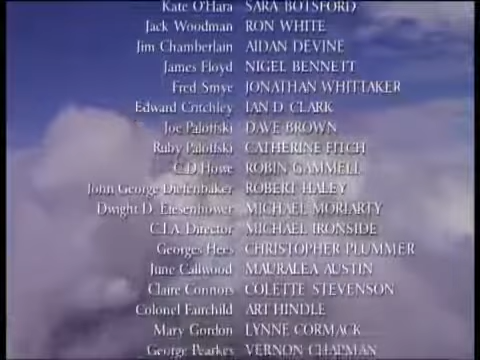 Kate O'Hara SARA BOTSFORD
Jack Woodman RON WHITE
Jim Chamberlain AIDAN DEVINE
James Floyd NIGEL BENNETT
Fred Smye JONATHAN WHITTAKER
Edward Critchley IAN D. CLARK
Joe Paloffski DAVE BROWN
Ruby Paloffski CATHERINE FITCH
C.D Howe ROBIN GAMMELL
John George Diefenbaker ROBERT HALEY
Dwight D. Eisenhower MICHAEL MORIARTY
C.I.A. Director MICHAEL IRONSIDE
Georges Hees CHRISTOPHER PLUMMER
June Callwood MAURALEA AUSTIN
Claire Connors COLETTE STEVENSON
Colonel Fairchild ART HINDLE
Mary Gordon LYNNE CORMACK
George Pearkes VERNON CHAPMAN